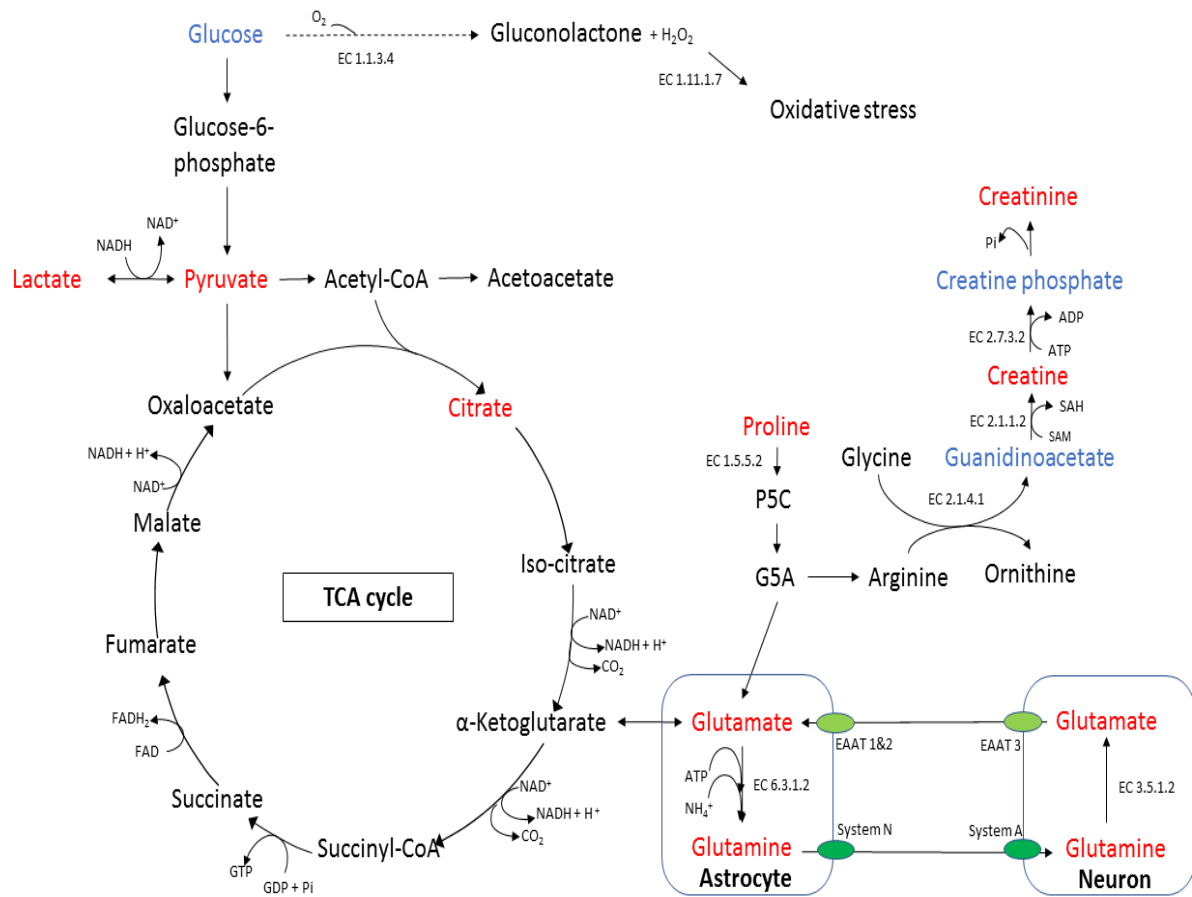 O₂
Glucose
Gluconolactone + H₂O₂
EC 1.1.3.4
EC 1.11.1.7
Oxidative stress
Glucose-6-
phosphate
NAD⁺
NADH
Lactate
Pyruvate
Acetyl-CoA
Acetoacetate
Creatinine
Pi
Creatine phosphate
ADP
EC 2.7.3.2
ATP
Creatine
SAH
EC 2.1.1.2
SAM
Guanidinoacetate
Oxaloacetate
Citrate
Proline
EC 1.5.5.2
Glycine
P5C
EC 2.1.4.1
G5A
Arginine
Ornithine
NADH + H⁺
NAD⁺
Malate
Iso-citrate
TCA cycle
NAD⁺
NADH + H⁺
CO₂
Fumarate
FADH₂
FAD
α-Ketoglutarate
Glutamate
EAAT 1&2
EAAT 3
Glutamate
ATP
EC 6.3.1.2
NH₄⁺
EC 3.5.1.2
Succinate
NAD⁺
NADH + H⁺
CO₂
Succinyl-CoA
GTP
GDP + Pi
System N
System A
Glutamine
Astrocyte
Glutamine
Neuron